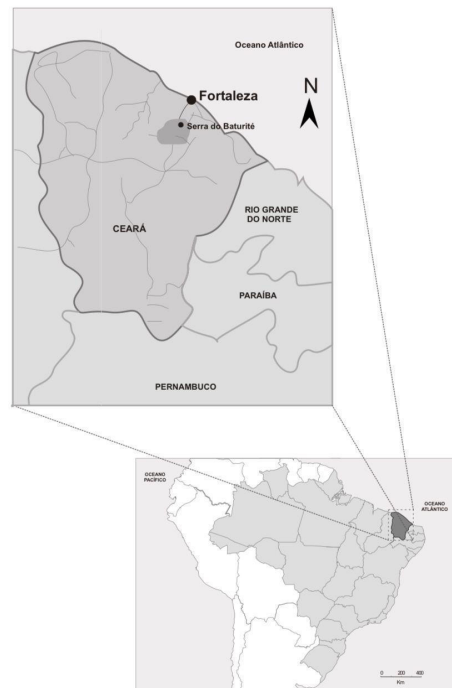 Oceano Atlântico
N
Fortaleza
Serra do Baturité
RIO GRANDE
DO NORTE
CEARÁ
PARAÍBA
PERNAMBUCO
OCEANO
PACÍFICO
OCEANO
ATLÂNTICO
0 200 400
Km